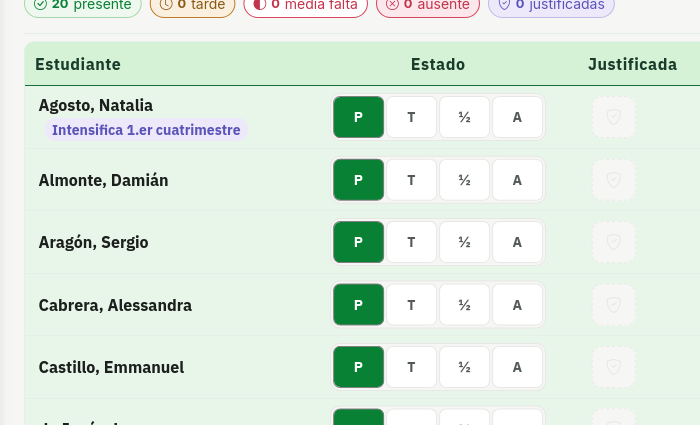 20 presente 0 tarde 0 media falta 0 ausente 0 justificadas
Estudiante Estado Justificada
Agosto, Natalia
Intensifica 1.er cuatrimestre
P T ½ A
Almonte, Damián P T ½ A
Aragón, Sergio P T ½ A
Cabrera, Alessandra P T ½ A
Castillo, Emmanuel P T ½ A